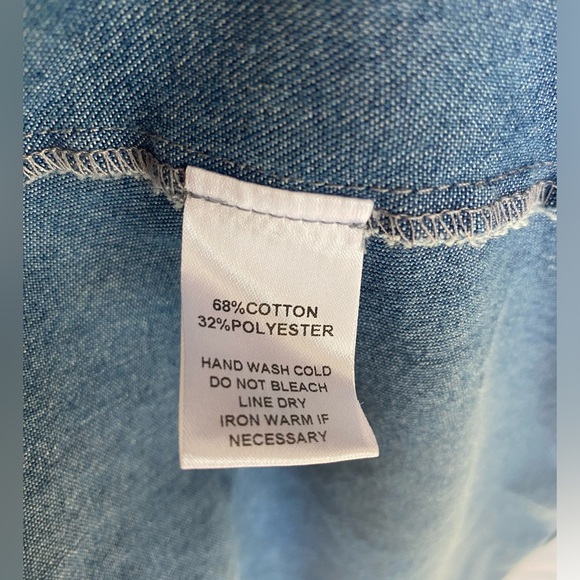 68%COTTON
32%POLYESTER
HAND WASH COLD
DO NOT BLEACH
LINE DRY
IRON WARM IF
NECESSARY